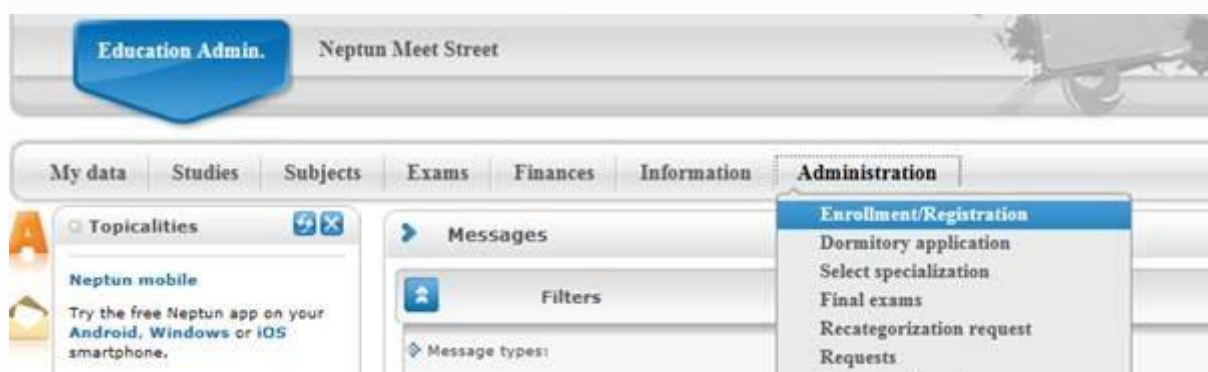 Education Admin.
Neptun Meet Street
My data Studies Subjects Exams Finances Information Administration
Topicalities
Neptun mobile
Try the free Neptun app on your
Android, Windows or iOS
smartphone.
Messages
Filters
Message types:
Enrollment/Registration
Dormitory application
Select specialization
Final exams
Recategorization request
Requests